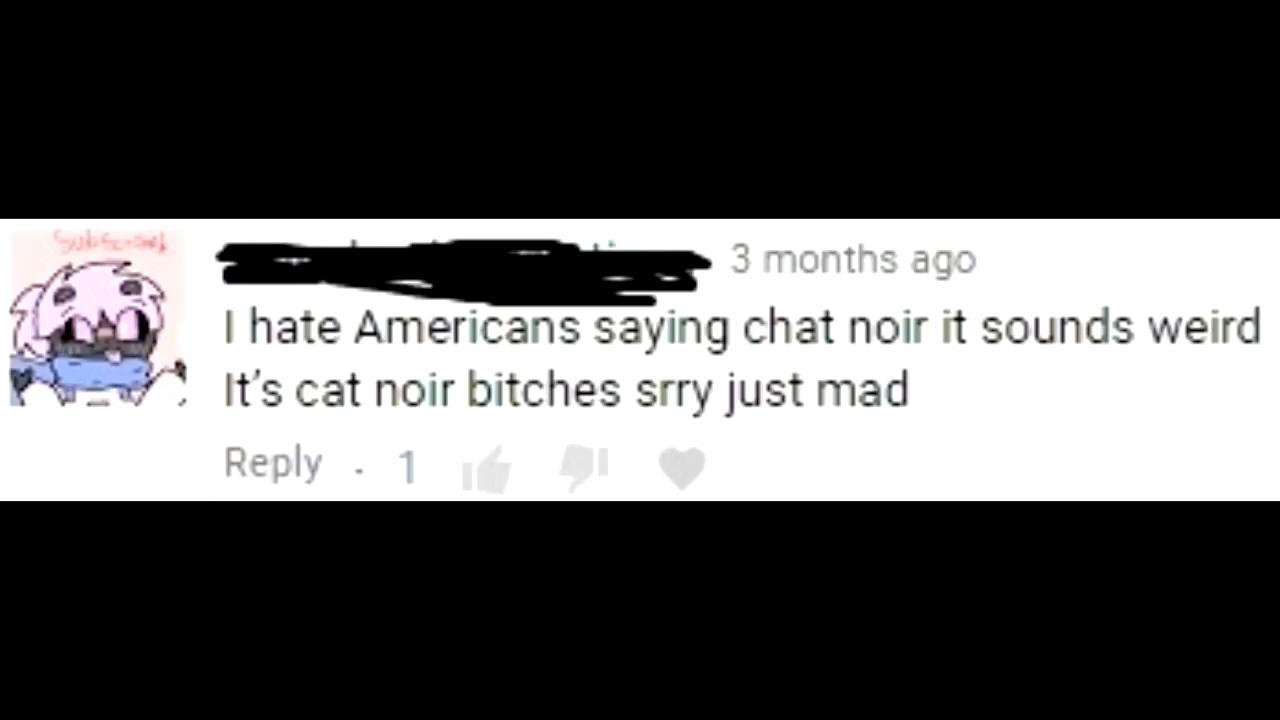 3 months ago
I hate Americans saying chat noir it sounds weird
It's cat noir bitches srry just mad
Reply · 1